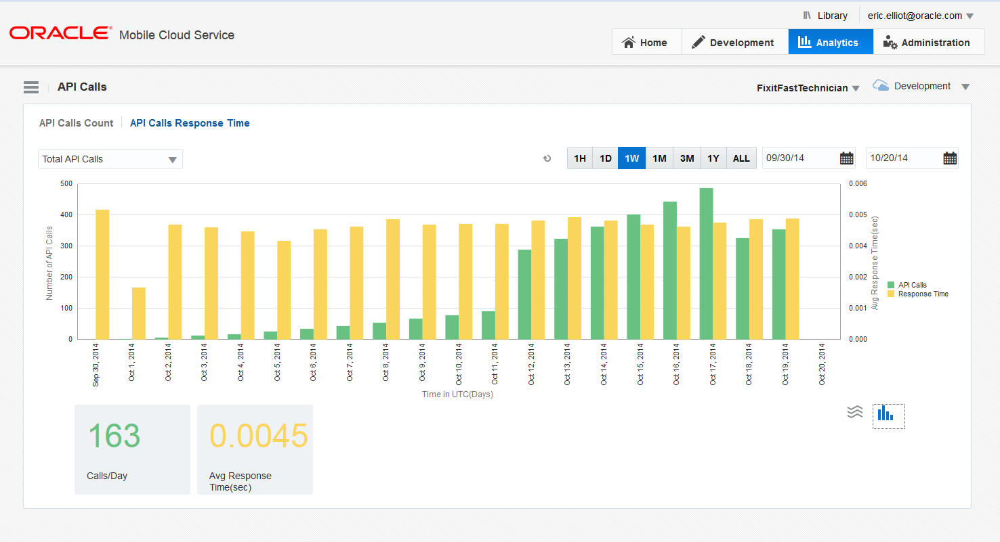 Library
eric.elliot@oracle.com
ORACLE® Mobile Cloud Service
Home
Development
Analytics
Administration
API Calls
FixitFastTechnician
Development
API Calls Count
API Calls Response Time
Total API Calls
1H 1D 1W 1M 3M 1Y ALL
09/30/14
10/20/14
500
400
300
200
100
0
Number of API Calls
0.006
0.005
0.004
0.002
0.001
0.000
Avg Response Time(sec)
API Calls
Response Time
Sep 30, 2014
Oct 1, 2014
Oct 2, 2014
Oct 3, 2014
Oct 4, 2014
Oct 5, 2014
Oct 6, 2014
Oct 7, 2014
Oct 8, 2014
Oct 9, 2014
Oct 10, 2014
Oct 11, 2014
Oct 12, 2014
Oct 13, 2014
Oct 14, 2014
Oct 15, 2014
Oct 16, 2014
Oct 17, 2014
Oct 18, 2014
Oct 19, 2014
Oct 20, 2014
Time in UTC(Days)
163
Calls/Day
0.0045
Avg Response
Time(sec)